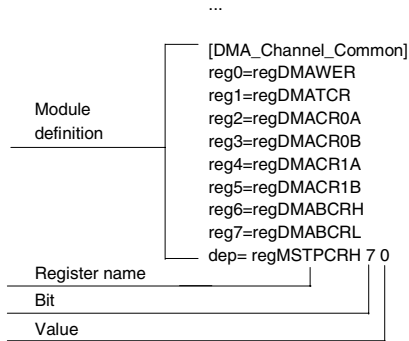 ...
[DMA_Channel_Common]
reg0=regDMAWER
reg1=regDMATCR
reg2=regDMACR0A
reg3=regDMACR0B
reg4=regDMACR1A
reg5=regDMACR1B
reg6=regDMABCRH
reg7=regDMABCRL
dep= regMSTPCRH 7 0
Module
definition
Register name
Bit
Value